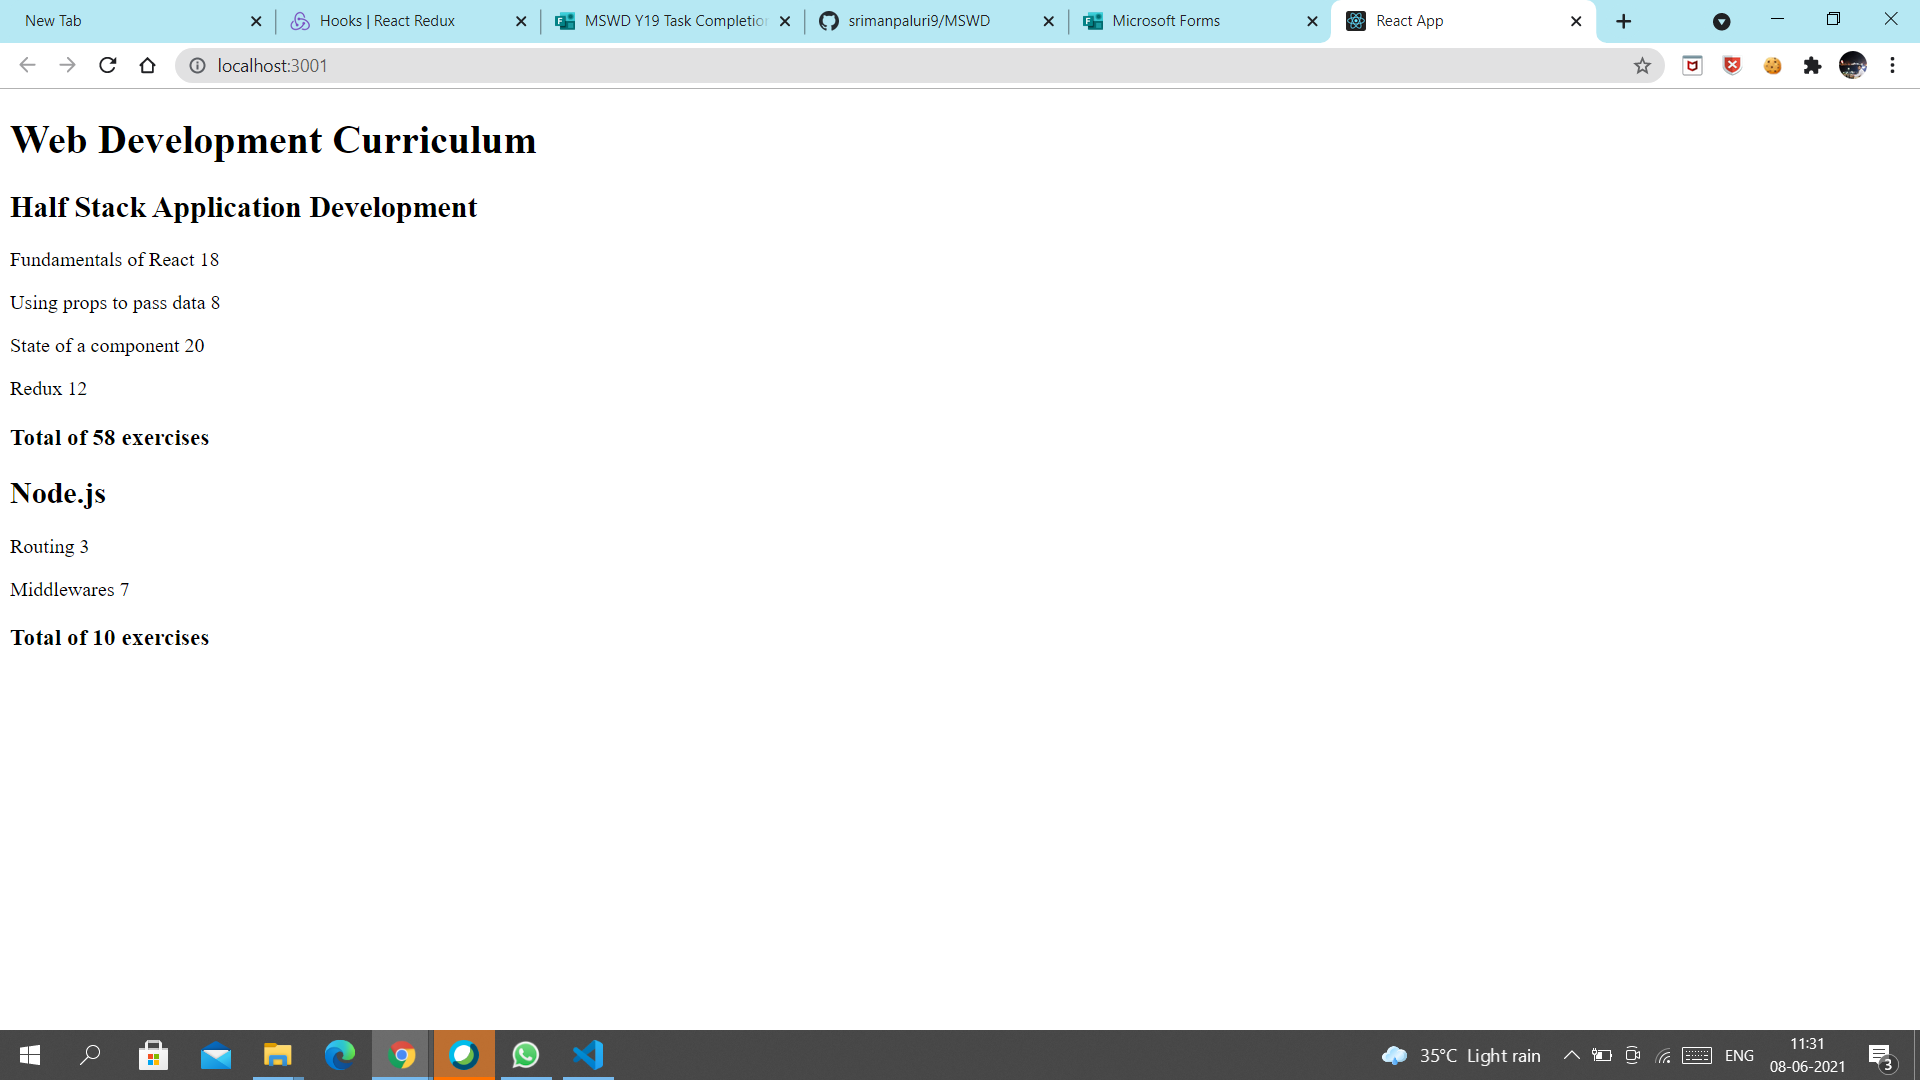 New Tab
Hooks | React Redux
MSWD Y19 Task Completion
srimanpaluri9/MSWD
Microsoft Forms
React App
localhost:3001
Web Development Curriculum
Half Stack Application Development
Fundamentals of React 18
Using props to pass data 8
State of a component 20
Redux 12
Total of 58 exercises
Node.js
Routing 3
Middlewares 7
Total of 10 exercises
35°C Light rain
ENG
11:31
08-06-2021
3